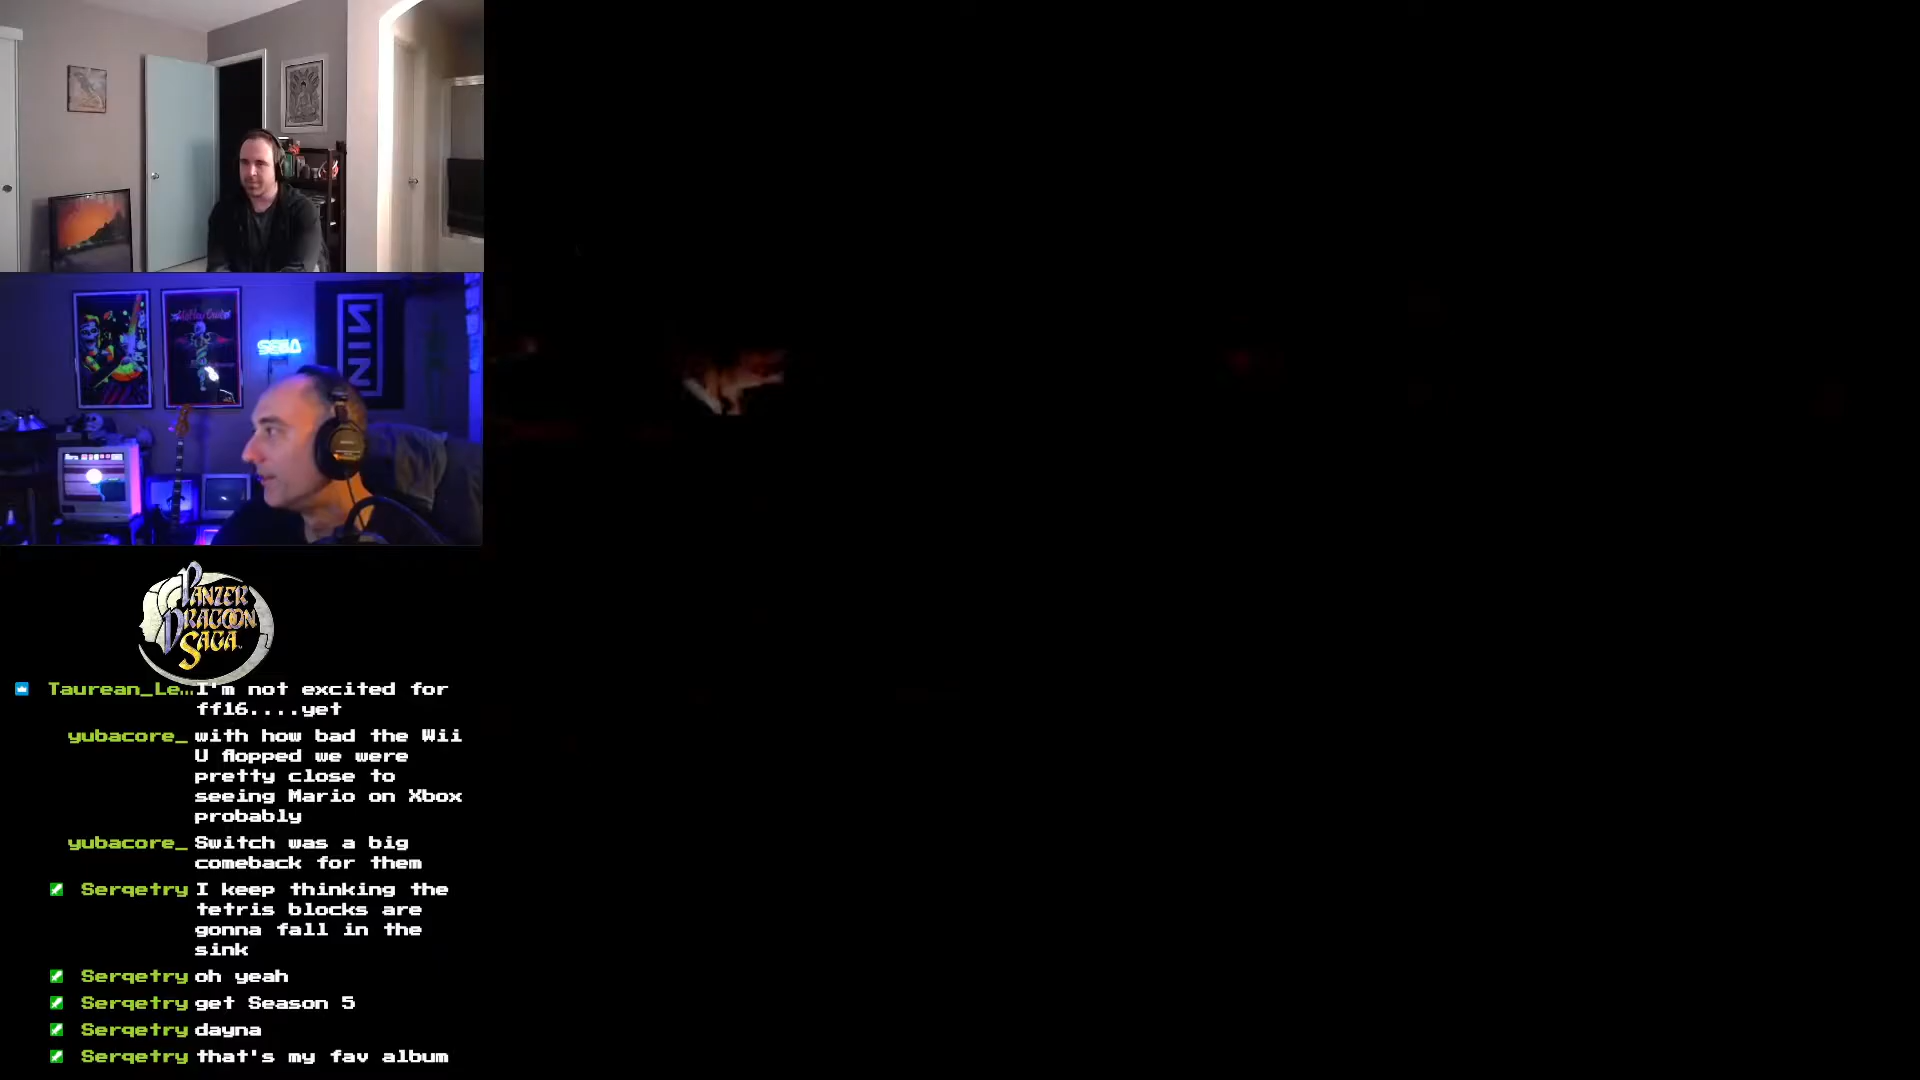 SEGA
NIN
PANZER
DRAGOON
SAGA
Taurean_Le...I'm not excited for
ff16....yet
yubacore_ with how bad the Wii
U flopped we were
pretty close to
seeing Mario on Xbox
probably
yubacore_ Switch was a big
comeback for them
Serqetry I keep thinking the
tetris blocks are
gonna fall in the
sink
Serqetry oh yeah
Serqetry get Season 5
Serqetry dayna
Serqetry that's my fav album